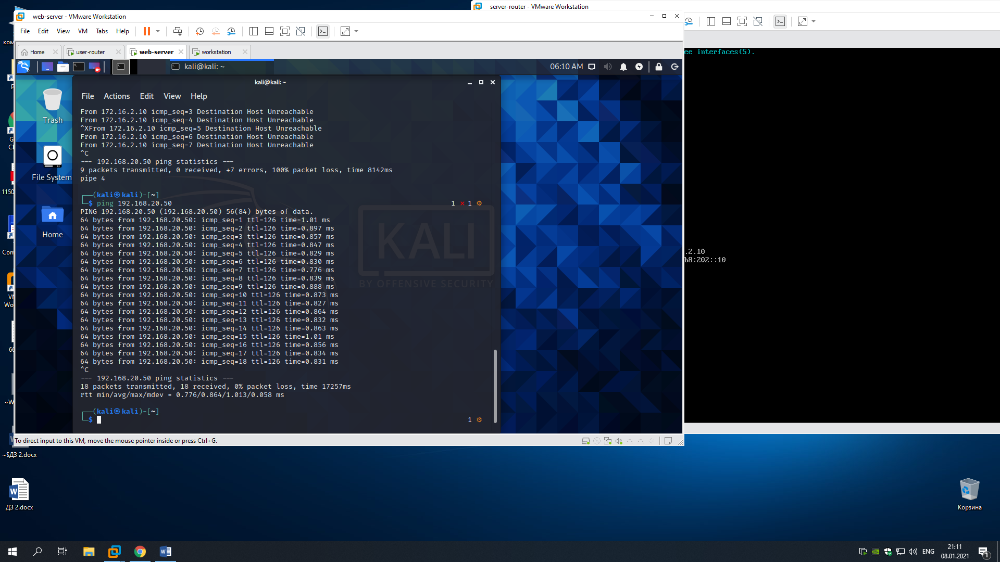 server-router - VMware Workstation
web-server - VMware Workstation
File Edit View VM Tabs Help
Home user-router web-server workstation
ee interfaces(5).
kali@kali: ~
06:10 AM
kali@kali: ~
File Actions Edit View Help
From 172.16.2.10 icmp_seq=3 Destination Host Unreachable
From 172.16.2.10 icmp_seq=4 Destination Host Unreachable
^XFrom 172.16.2.10 icmp_seq=5 Destination Host Unreachable
From 172.16.2.10 icmp_seq=6 Destination Host Unreachable
From 172.16.2.10 icmp_seq=7 Destination Host Unreachable
^C
--- 192.168.20.50 ping statistics ---
9 packets transmitted, 0 received, +7 errors, 100% packet loss, time 8142ms
pipe 4
┌──(kali㉿kali)-[~]
└─$ ping 192.168.20.50 1 ⨯ 1 ⚙
PING 192.168.20.50 (192.168.20.50) 56(84) bytes of data.
64 bytes from 192.168.20.50: icmp_seq=1 ttl=126 time=1.01 ms
64 bytes from 192.168.20.50: icmp_seq=2 ttl=126 time=0.897 ms
64 bytes from 192.168.20.50: icmp_seq=3 ttl=126 time=0.857 ms
64 bytes from 192.168.20.50: icmp_seq=4 ttl=126 time=0.847 ms
64 bytes from 192.168.20.50: icmp_seq=5 ttl=126 time=0.829 ms
64 bytes from 192.168.20.50: icmp_seq=6 ttl=126 time=0.830 ms
64 bytes from 192.168.20.50: icmp_seq=7 ttl=126 time=0.776 ms
64 bytes from 192.168.20.50: icmp_seq=8 ttl=126 time=0.839 ms
64 bytes from 192.168.20.50: icmp_seq=9 ttl=126 time=0.888 ms
64 bytes from 192.168.20.50: icmp_seq=10 ttl=126 time=0.873 ms
64 bytes from 192.168.20.50: icmp_seq=11 ttl=126 time=0.827 ms
64 bytes from 192.168.20.50: icmp_seq=12 ttl=126 time=0.864 ms
64 bytes from 192.168.20.50: icmp_seq=13 ttl=126 time=0.832 ms
64 bytes from 192.168.20.50: icmp_seq=14 ttl=126 time=0.863 ms
64 bytes from 192.168.20.50: icmp_seq=15 ttl=126 time=1.01 ms
64 bytes from 192.168.20.50: icmp_seq=16 ttl=126 time=0.856 ms
64 bytes from 192.168.20.50: icmp_seq=17 ttl=126 time=0.834 ms
64 bytes from 192.168.20.50: icmp_seq=18 ttl=126 time=0.831 ms
^C
--- 192.168.20.50 ping statistics ---
18 packets transmitted, 18 received, 0% packet loss, time 17257ms
rtt min/avg/max/mdev = 0.776/0.864/1.013/0.058 ms
┌──(kali㉿kali)-[~]
└─$ 1 ⚙
KALI
BY OFFENSIVE SECURITY
Trash
File System
Home
.2.10
b8:202::10
To direct input to this VM, move the mouse pointer inside or press Ctrl+G.
ком
1150
Com
~$ДЗ 2.docx
ДЗ 2.docx
Корзина
ENG
21:11
08.01.2021
1